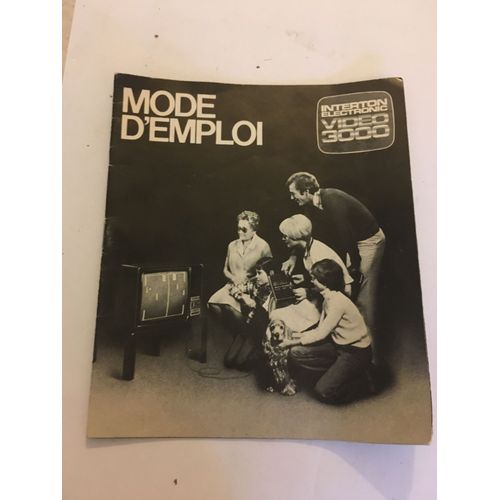 MODE
D'EMPLOI
INTERTON
ELECTRONIC
VIDEO
3000